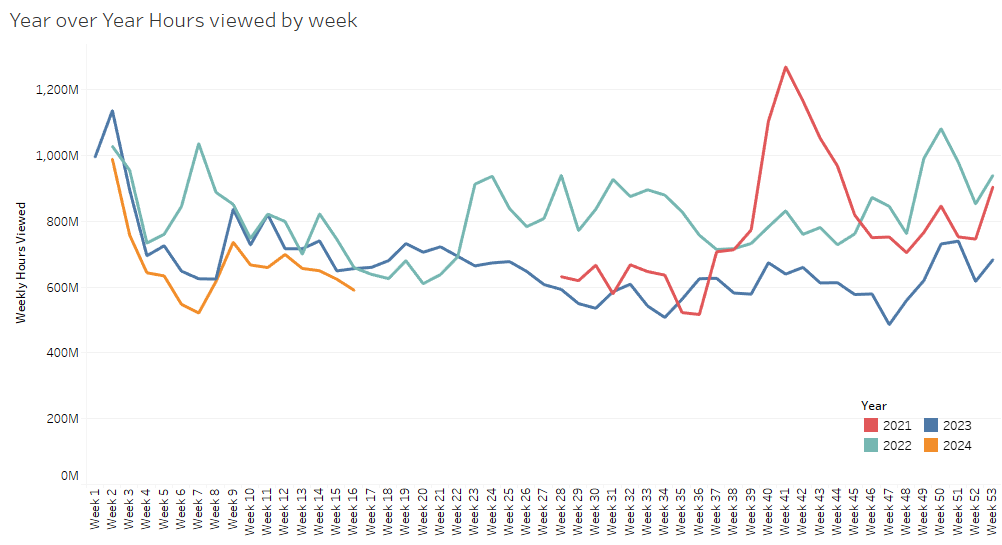 Year over Year Hours viewed by week
Weekly Hours Viewed
1,200M
1,000M
800M
600M
400M
200M
0M
Year
2021
2023
2022
2024
Week 1
Week 2
Week 3
Week 4
Week 5
Week 6
Week 7
Week 8
Week 9
Week 10
Week 11
Week 12
Week 13
Week 14
Week 15
Week 16
Week 17
Week 18
Week 19
Week 20
Week 21
Week 22
Week 23
Week 24
Week 25
Week 26
Week 27
Week 28
Week 29
Week 30
Week 31
Week 32
Week 33
Week 34
Week 35
Week 36
Week 37
Week 38
Week 39
Week 40
Week 41
Week 42
Week 43
Week 44
Week 45
Week 46
Week 47
Week 48
Week 49
Week 50
Week 51
Week 52
Week 53